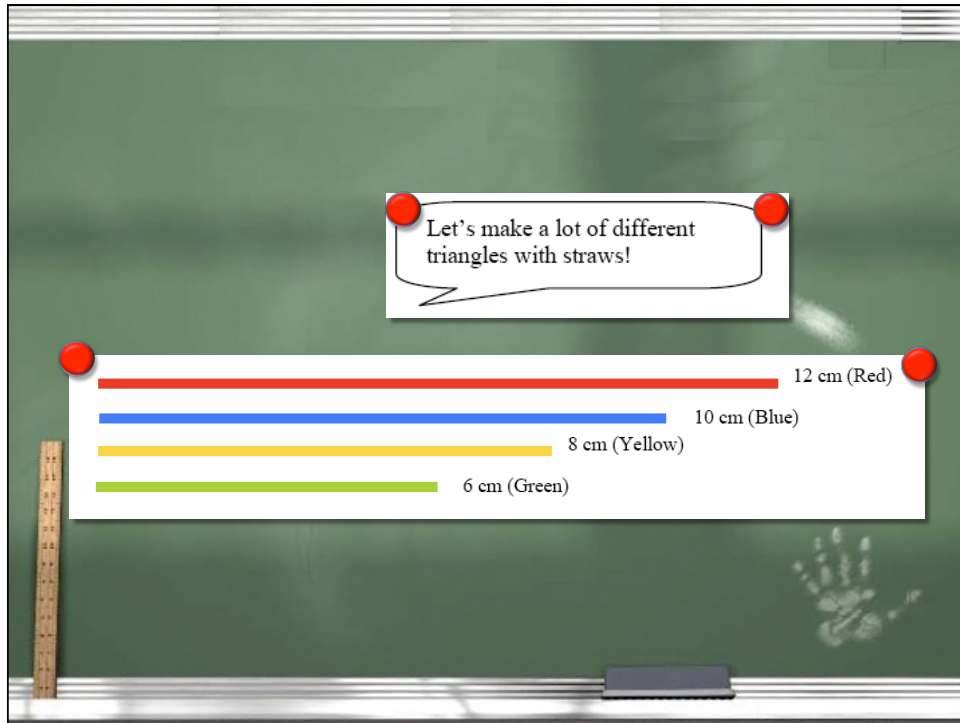 Let’s make a lot of different
triangles with straws!
12 cm (Red)
10 cm (Blue)
8 cm (Yellow)
6 cm (Green)